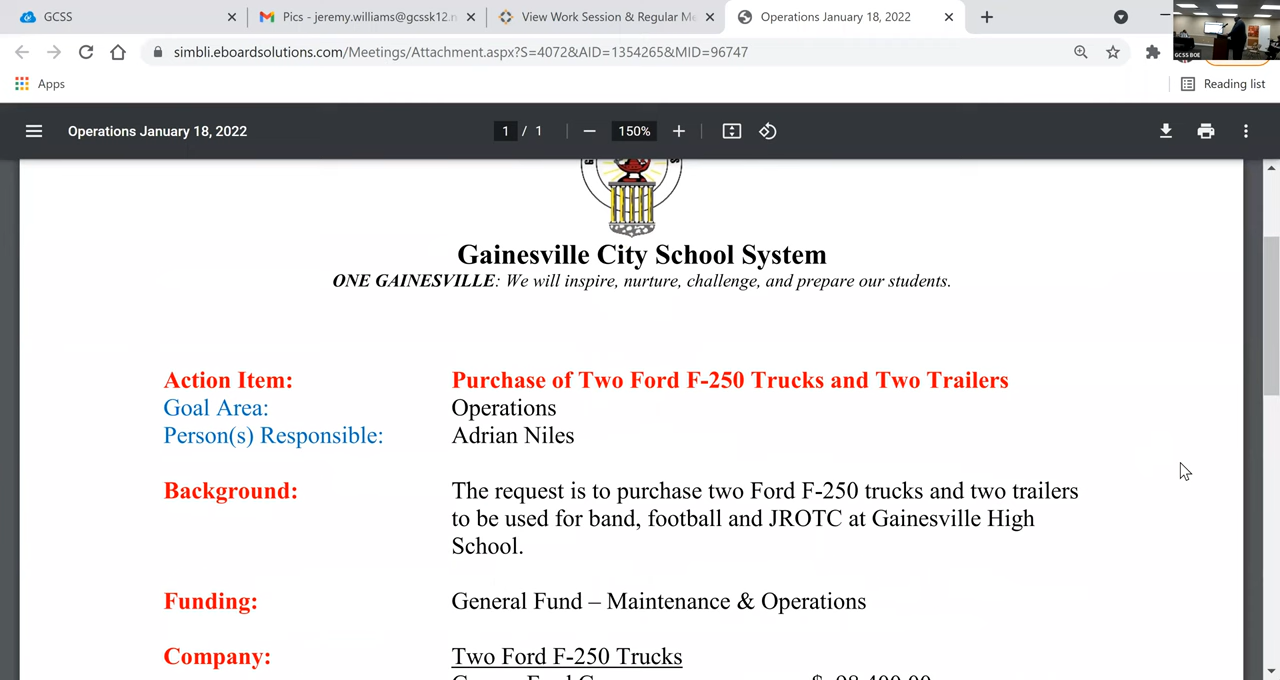 GCSS
Pics - jeremy.williams@gcssk12.n
View Work Session & Regular Me
Operations January 18, 2022
simbli.eboardsolutions.com/Meetings/Attachment.aspx?S=4072&AID=1354265&MID=96747
GCSS BOE
Apps
Reading list
Operations January 18, 2022
1 / 1
150%
Gainesville City School System
ONE GAINESVILLE: We will inspire, nurture, challenge, and prepare our students.
Action Item: Purchase of Two Ford F-250 Trucks and Two Trailers
Goal Area: Operations
Person(s) Responsible: Adrian Niles
Background: The request is to purchase two Ford F-250 trucks and two trailers
to be used for band, football and JROTC at Gainesville High
School.
Funding: General Fund – Maintenance & Operations
Company: Two Ford F-250 Trucks